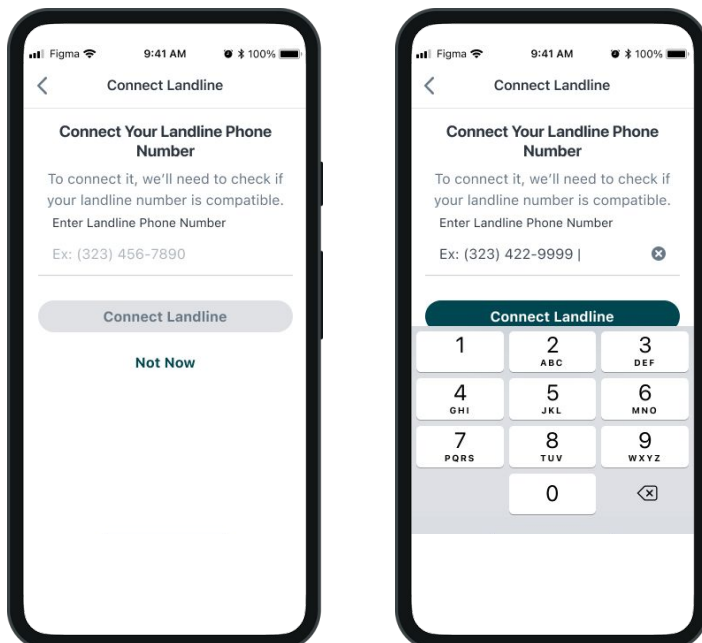 Figma 9:41 AM 100%
Connect Landline
Connect Your Landline Phone
Number
To connect it, we'll need to check if
your landline number is compatible.
Enter Landline Phone Number
Ex: (323) 456-7890
Connect Landline
Not Now
Figma 9:41 AM 100%
Connect Landline
Connect Your Landline Phone
Number
To connect it, we'll need to check if
your landline number is compatible.
Enter Landline Phone Number
Ex: (323) 422-9999 |
Connect Landline
1 2 3
ABC DEF
4 5 6
GHI JKL MNO
7 8 9
PQRS TUV WXYZ
0